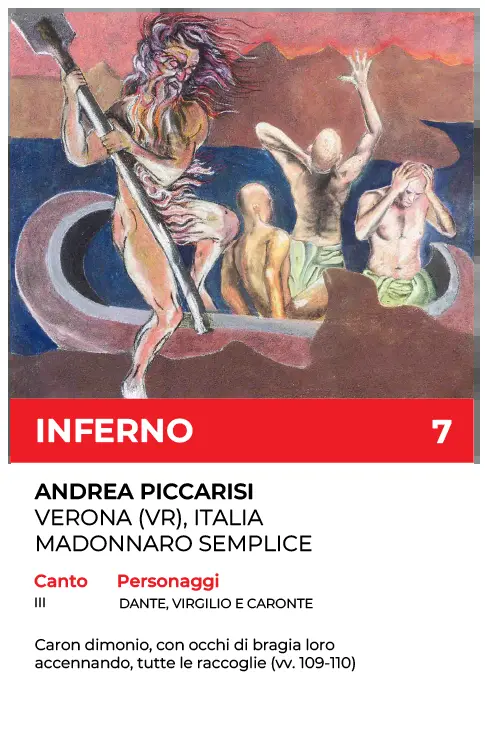 INFERNO 7
ANDREA PICCARISI
VERONA (VR), ITALIA
MADONNARO SEMPLICE
Canto Personaggi
III DANTE, VIRGILIO E CARONTE
Caron dimonio, con occhi di bragia loro
accennando, tutte le raccoglie (vv. 109-110)